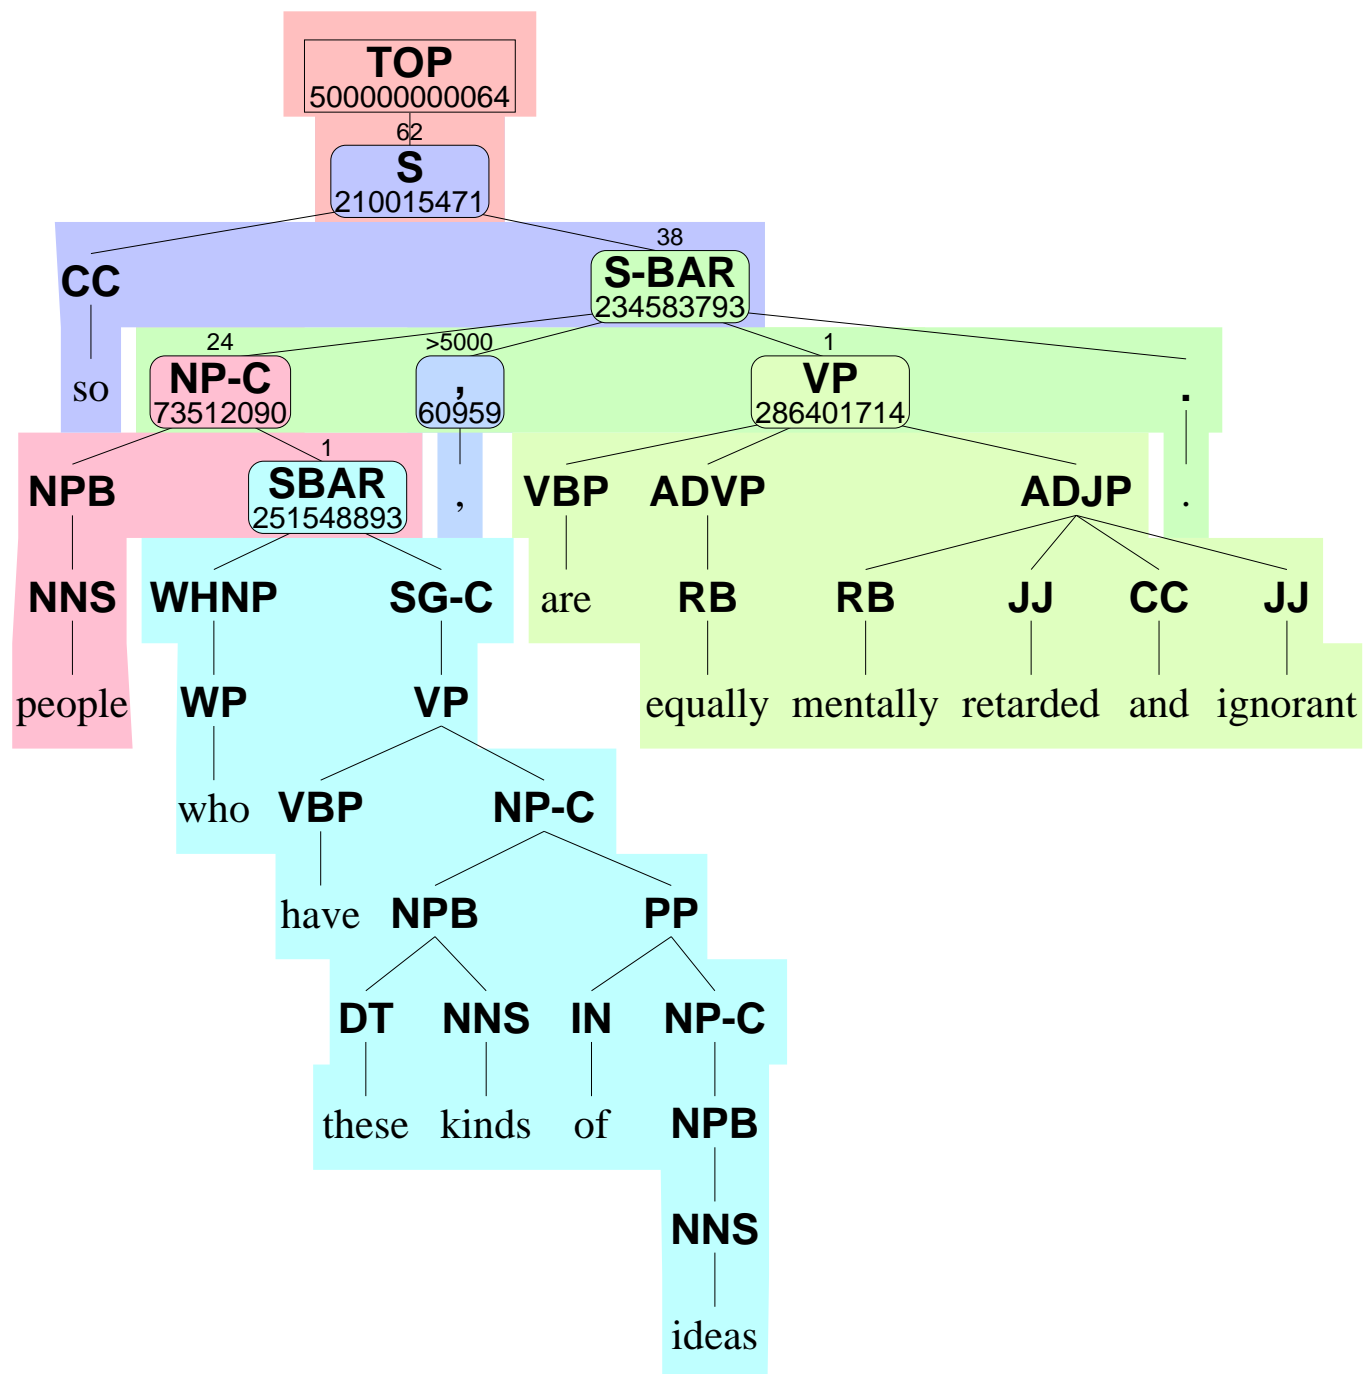 TOP
500000000064
62
S
210015471
38
CC S-BAR
234583793
24 >5000 1
so NP-C , VP .
73512090 60959 286401714
1
NPB SBAR , VBP ADVP ADJP .
251548893
NNS WHNP SG-C are RB RB JJ CC JJ
people WP VP equally mentally retarded and ignorant
who VBP NP-C
have NPB PP
DT NNS IN NP-C
these kinds of NPB
NNS
ideas